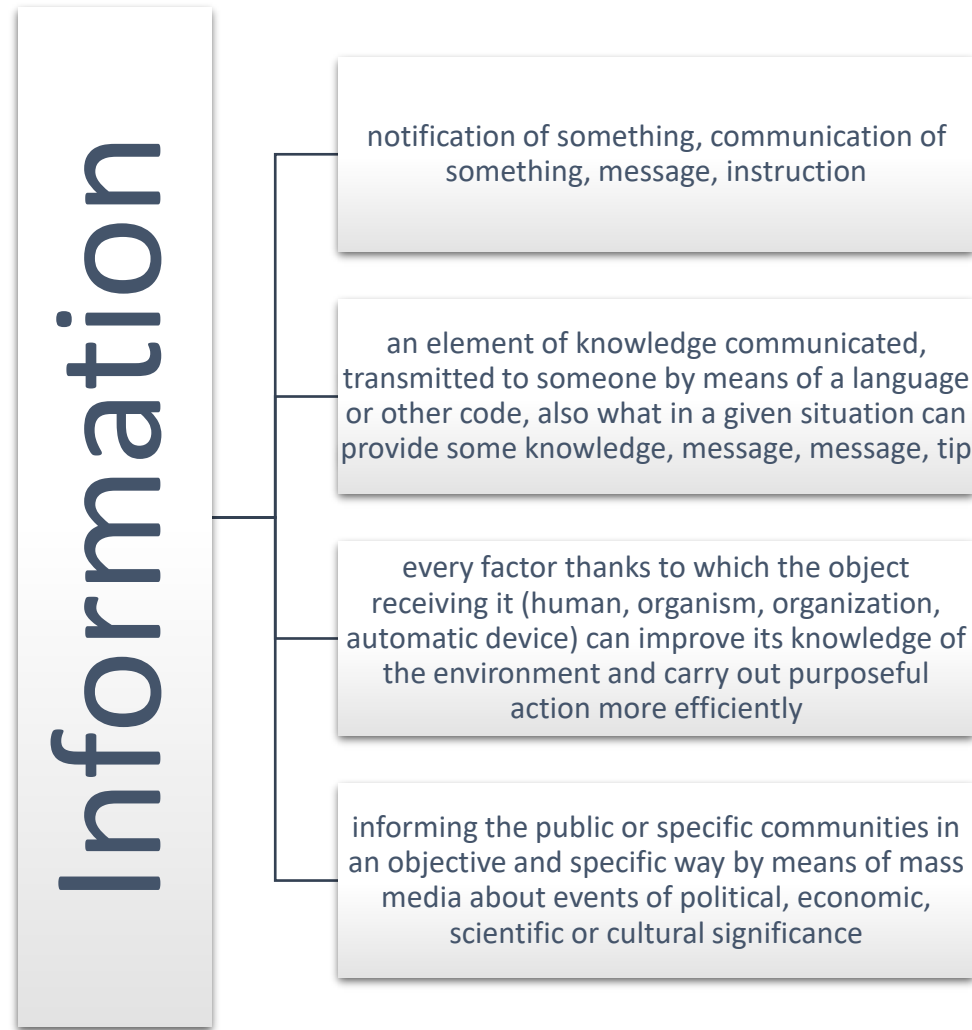 Information
notification of something, communication of
something, message, instruction
an element of knowledge communicated,
transmitted to someone by means of a language
or other code, also what in a given situation can
provide some knowledge, message, message, tip
every factor thanks to which the object
receiving it (human, organism, organization,
automatic device) can improve its knowledge of
the environment and carry out purposeful
action more efficiently
informing the public or specific communities in
an objective and specific way by means of mass
media about events of political, economic,
scientific or cultural significance